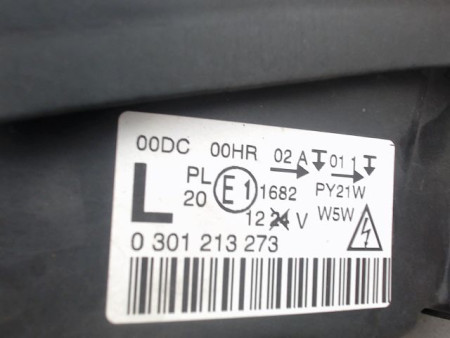 00DC 00HR 02 A 01 1
L PL E1 1682 PY21W
20 12 24 V W5W
0 301 213 273